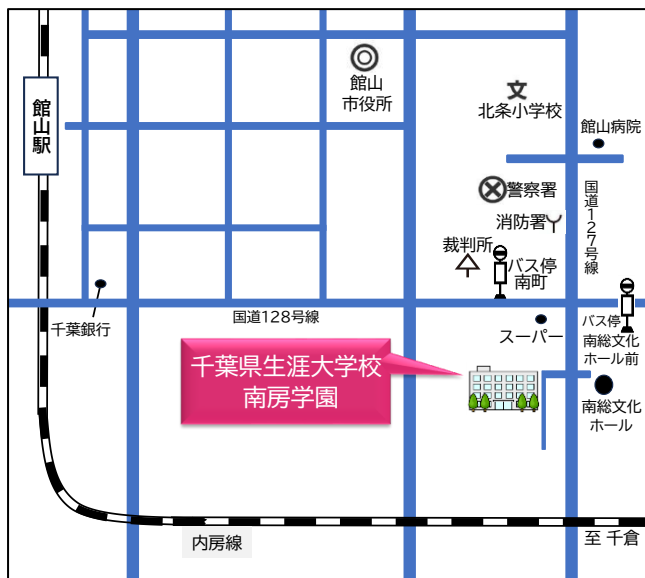 館山駅
館山
市役所
文
北条小学校
館山病院
警察署
消防署
国道127号線
裁判所
バス停
南町
千葉銀行
国道128号線
スーパー
バス停
南総文化
ホール前
千葉県生涯大学校
南房学園
南総文化
ホール
内房線
至 千倉